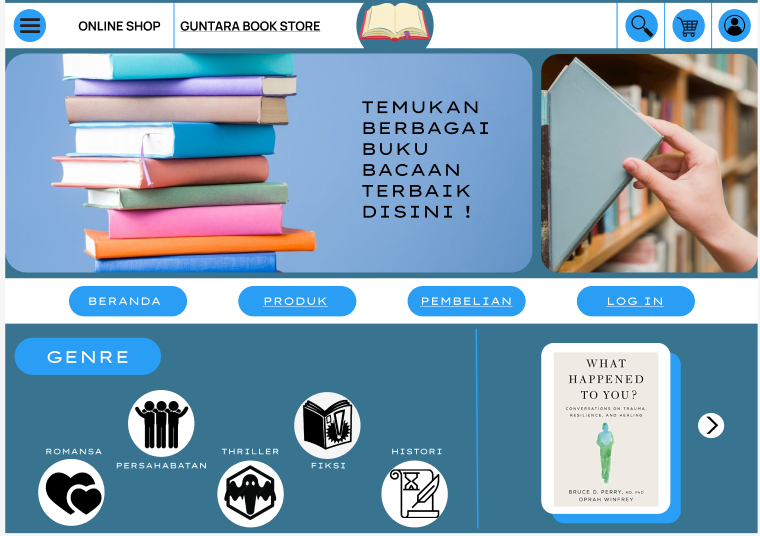 ONLINE SHOP
GUNTARA BOOK STORE
TEMUKAN
BERBAGAI
BUKU
BACAAN
TERBAIK
DISINI !
BERANDA
PRODUK
PEMBELIAN
LOG IN
GENRE
ROMANSA
PERSAHABATAN
THRILLER
FIKSI
HISTORI
WHAT
HAPPENED
TO YOU?
CONVERSATIONS ON TRAUMA,
RESILIENCE, AND HEALING
BRUCE D. PERRY, MD, PhD
OPRAH WINFREY